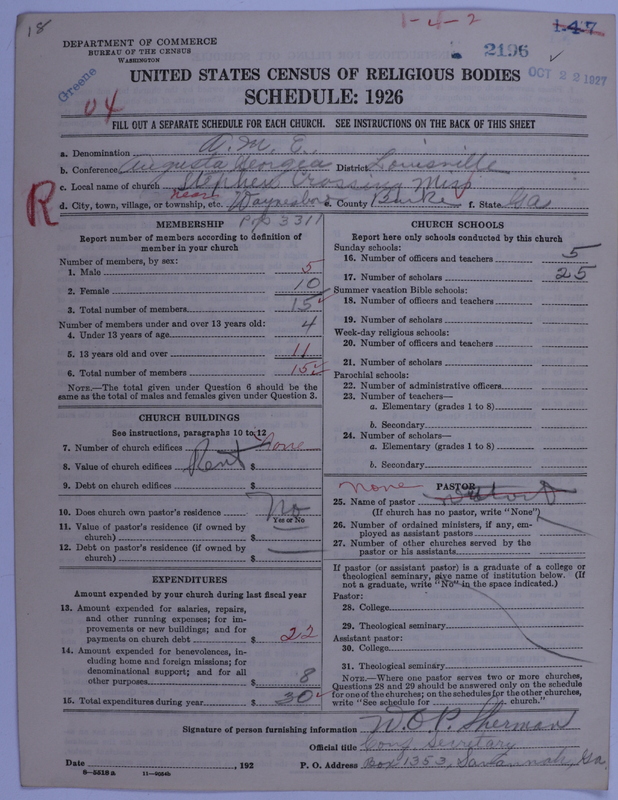 18
1-4-2
147
DEPARTMENT OF COMMERCE
BUREAU OF THE CENSUS
WASHINGTON
2196
OCT 22 1927
Greene
04
UNITED STATES CENSUS OF RELIGIOUS BODIES
SCHEDULE: 1926
FILL OUT A SEPARATE SCHEDULE FOR EACH CHURCH. SEE INSTRUCTIONS ON THE BACK OF THIS SHEET
a. Denomination A. M. E.
b. Conference Augusta Georgia District Louisville
c. Local name of church Stephen Crossing Miss
R
d. City, town, village, or township, etc. near Waynesboro e. County Burke f. State Ga
Pop 3311
MEMBERSHIP
Report number of members according to definition of
member in your church
Number of members, by sex:
1. Male 5
2. Female 10
3. Total number of members 15
Number of members under and over 13 years old:
4. Under 13 years of age 4
5. 13 years old and over 11
6. Total number of members 15
NOTE.—The total given under Question 6 should be the
same as the total of males and females given under Question 3.
CHURCH BUILDINGS
See instructions, paragraphs 10 to 12
7. Number of church edifices None
8. Value of church edifices Rent $
9. Debt on church edifices $
10. Does church own pastor's residence No
Yes or No
11. Value of pastor's residence (if owned by
church) $
12. Debt on pastor's residence (if owned by
church) $
EXPENDITURES
Amount expended by your church during last fiscal year
13. Amount expended for salaries, repairs,
and other running expenses; for im-
provements or new buildings; and for
payments on church debt $ 22
14. Amount expended for benevolences, in-
cluding home and foreign missions; for
denominational support; and for all
other purposes $ 8
15. Total expenditures during year $ 30
CHURCH SCHOOLS
Report here only schools conducted by this church
Sunday schools:
16. Number of officers and teachers 5
17. Number of scholars 25
Summer vacation Bible schools:
18. Number of officers and teachers
19. Number of scholars
Week-day religious schools:
20. Number of officers and teachers
21. Number of scholars
Parochial schools:
22. Number of administrative officers
23. Number of teachers—
a. Elementary (grades 1 to 8)
b. Secondary
24. Number of scholars—
a. Elementary (grades 1 to 8)
b. Secondary
None PASTOR
25. Name of pastor
(If church has no pastor, write "None")
26. Number of ordained ministers, if any, em-
ployed as assistant pastors
27. Number of other churches served by the
pastor or his assistants
If pastor (or assistant pastor) is a graduate of a college or
theological seminary, give name of institution below. (If
not a graduate, write "No" in the space indicated.)
Pastor:
28. College
29. Theological seminary
Assistant pastor:
30. College
31. Theological seminary
NOTE.—Where one pastor serves two or more churches,
Questions 28 and 29 should be answered only on the schedule
for one of the churches; on the schedules for the other churches,
write "See schedule for church."
Signature of person furnishing information W. O. P. Sherman
Official title Cong. Secretary
Date , 192 P. O. Address Box 1353, Savannah, Ga.
8—5518 a 11—9054b